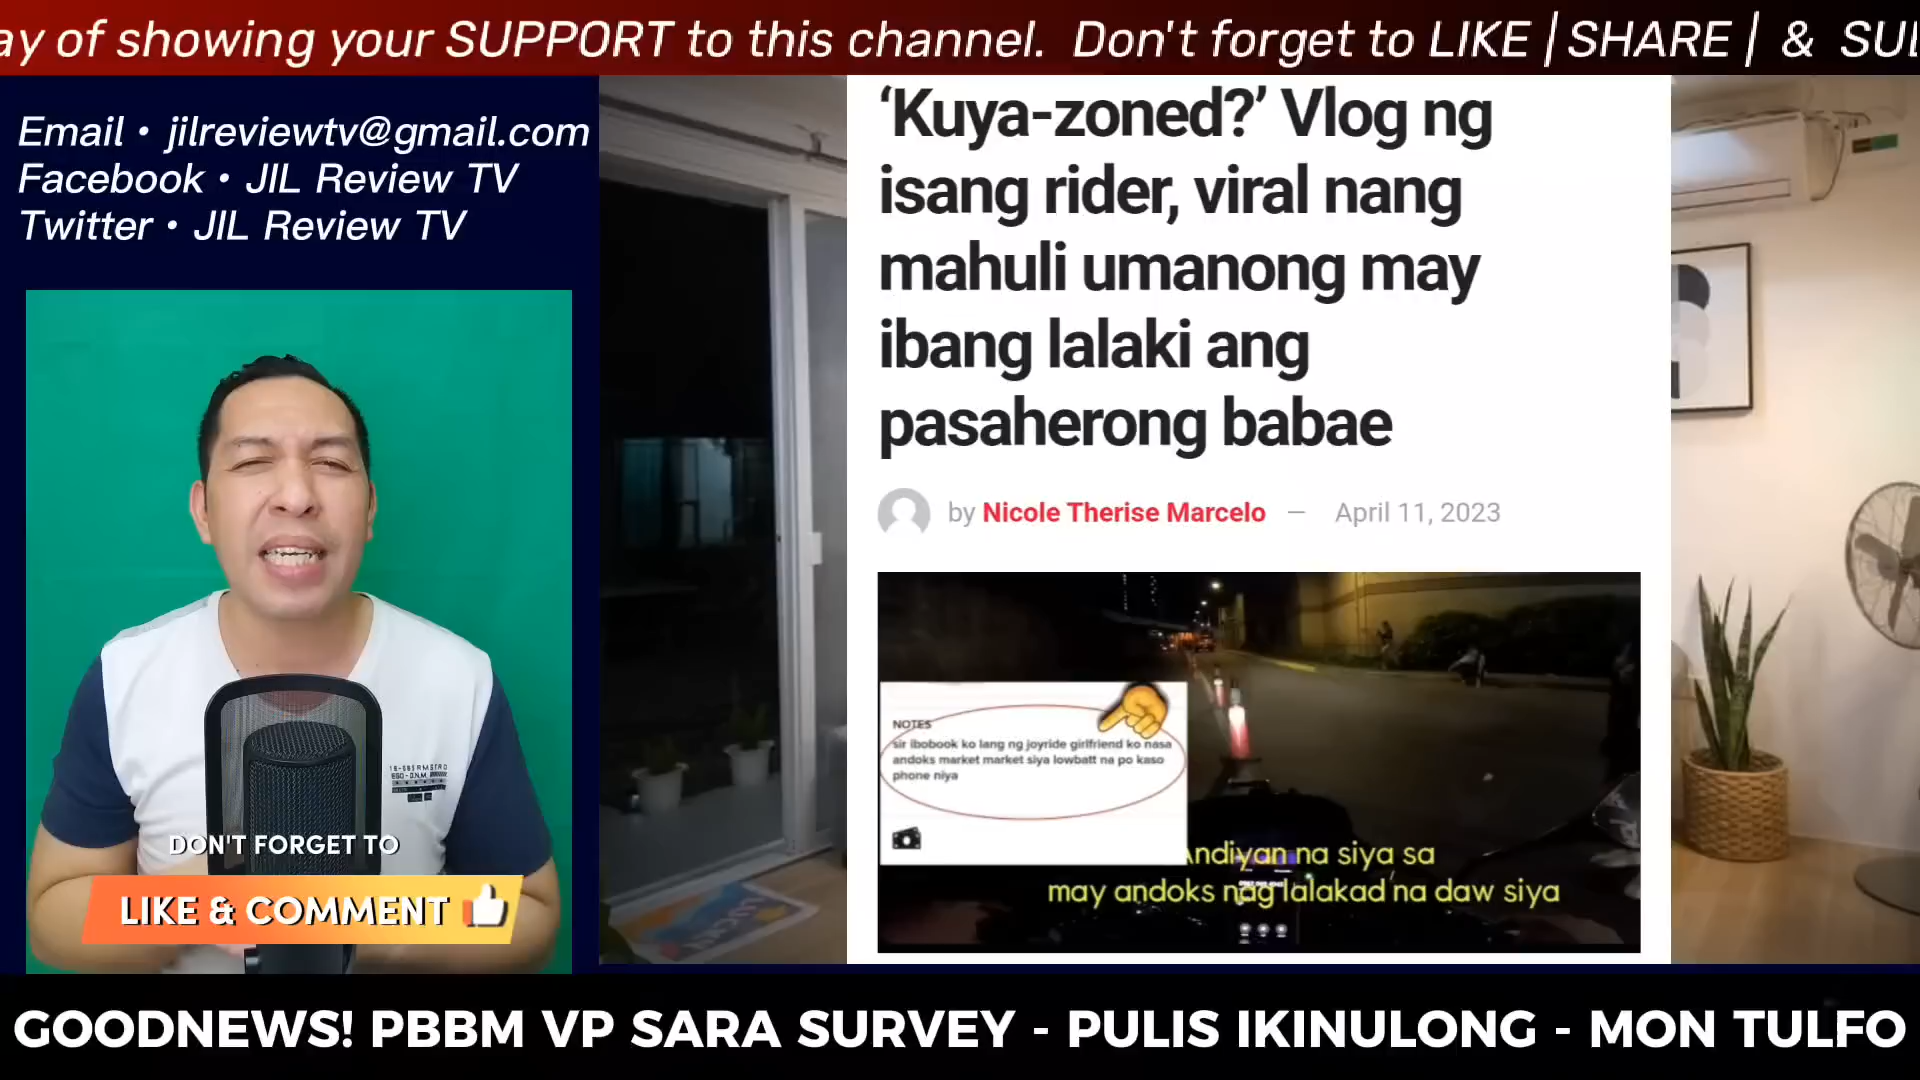 ay of showing your SUPPORT to this channel. Don't forget to LIKE | SHARE | & SU
Email • jilreviewtv@gmail.com
Facebook • JIL Review TV
Twitter • JIL Review TV
‘Kuya-zoned?’ Vlog ng
isang rider, viral nang
mahuli umanong may
ibang lalaki ang
pasaherong babae
by Nicole Therise Marcelo — April 11, 2023
NOTES
sir ibobook ko lang ng joyride girlfriend ko nasa
andoks market market siya lowbatt na po kaso
phone niya
Andiyan na siya sa
may andoks nag lalakad na daw siya
DON'T FORGET TO
LIKE & COMMENT
GOODNEWS! PBBM VP SARA SURVEY - PULIS IKINULONG - MON TULFO